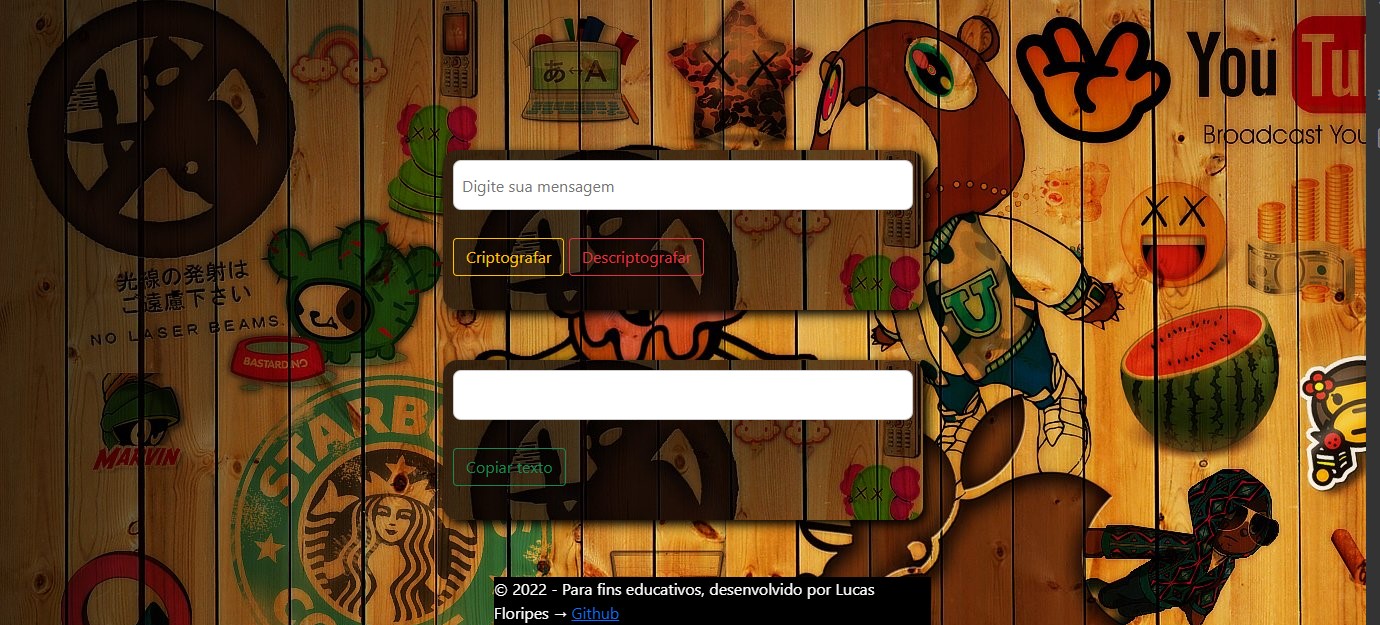 You Tu
Broadcast You
あ↔A
Digite sua mensagem
Criptografar Descriptografar
光線の発射は
ご遠慮下さい
NO LASER BEAMS.
BASTARDINO
U
MARVIN
STARB
Copiar texto
© 2022 - Para fins educativos, desenvolvido por Lucas
Floripes → Github